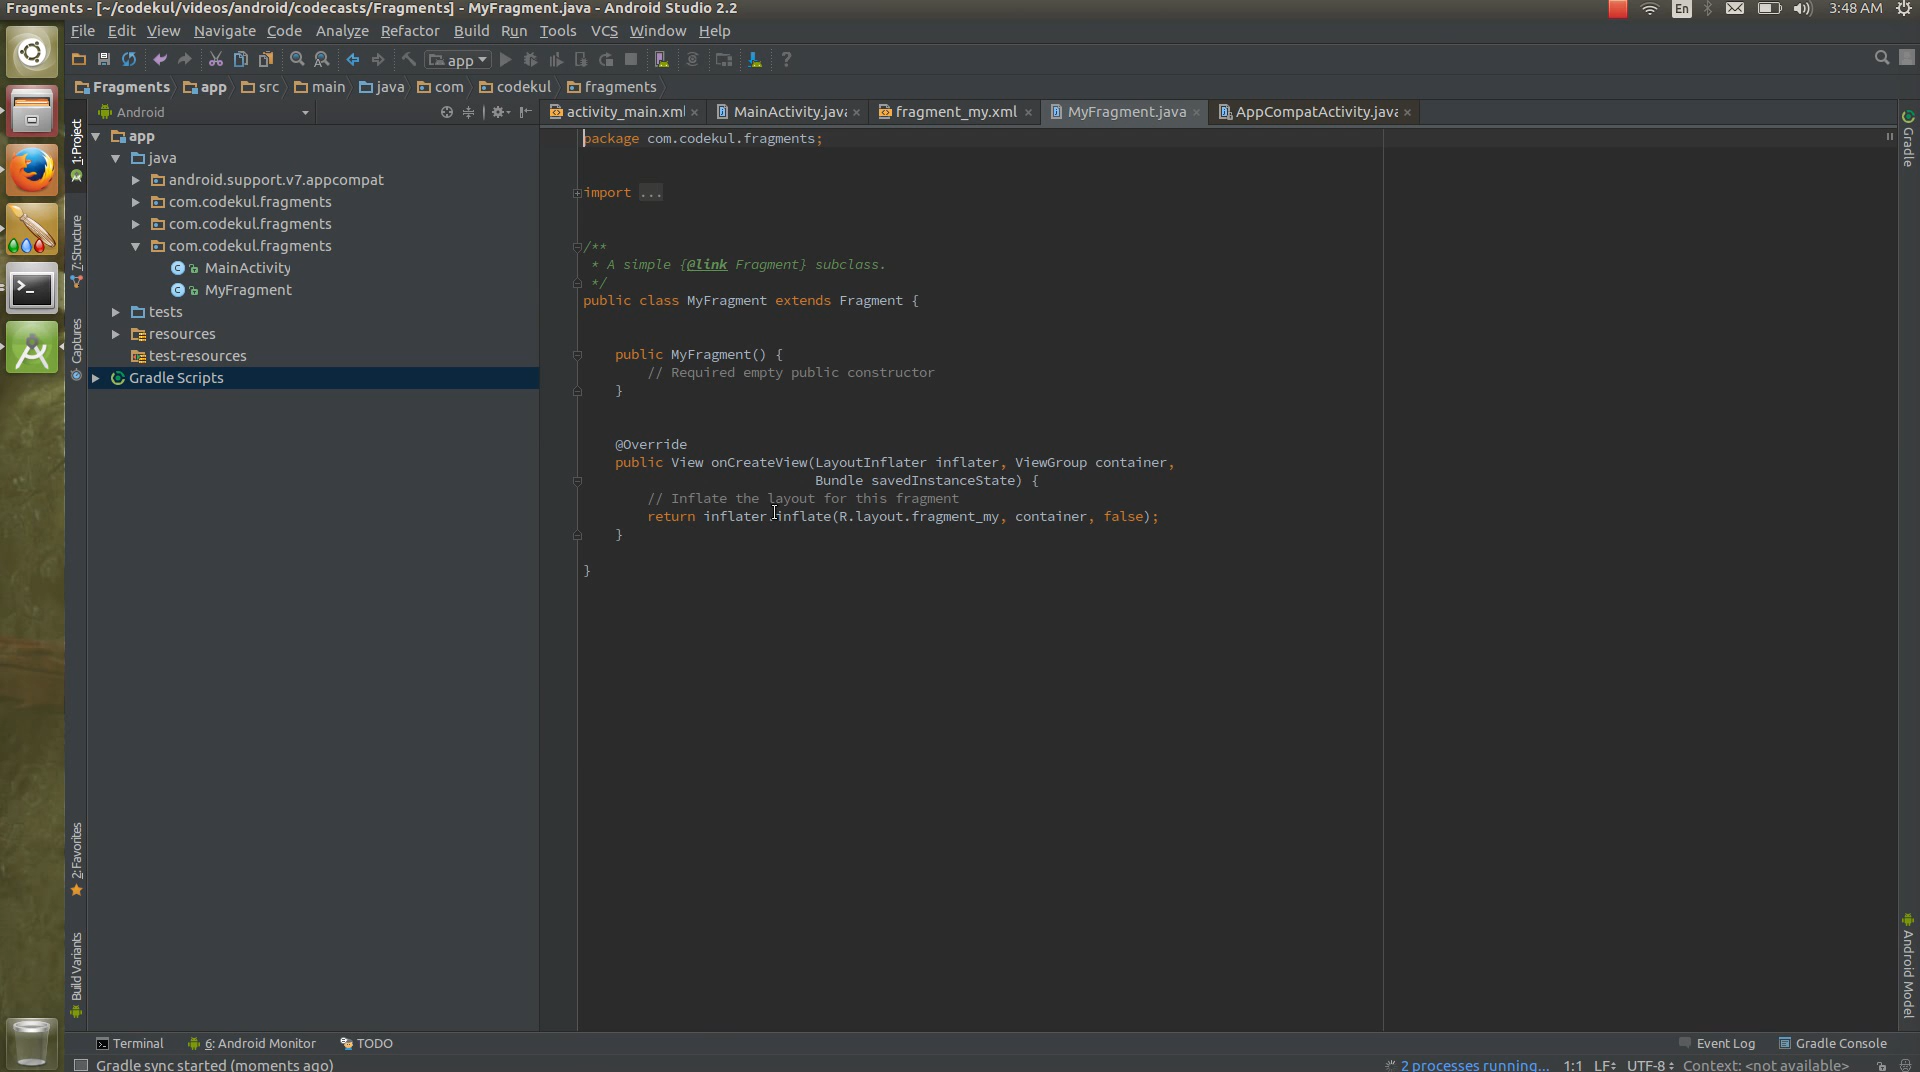 Fragments - [~/codekul/videos/android/codecasts/Fragments] - MyFragment.java - Android Studio 2.2
En
3:48 AM
File Edit View Navigate Code Analyze Refactor Build Run Tools VCS Window Help
app
Fragments app src main java com codekul fragments
Android
activity_main.xml MainActivity.java fragment_my.xml MyFragment.java AppCompatActivity.java
1: Project
7: Structure
Captures
2: Favorites
Build Variants
app
java
android.support.v7.appcompat
com.codekul.fragments
com.codekul.fragments
com.codekul.fragments
MainActivity
MyFragment
tests
resources
test-resources
Gradle Scripts
package com.codekul.fragments;
import ...
/**
* A simple {@link Fragment} subclass.
*/
public class MyFragment extends Fragment {
public MyFragment() {
// Required empty public constructor
}
@Override
public View onCreateView(LayoutInflater inflater, ViewGroup container,
Bundle savedInstanceState) {
// Inflate the layout for this fragment
return inflater.inflate(R.layout.fragment_my, container, false);
}
}
Gradle
Android Model
Terminal 6: Android Monitor TODO
Event Log Gradle Console
Gradle sync started (moments ago)
2 processes running... 1:1 LF UTF-8 Context: <not available>